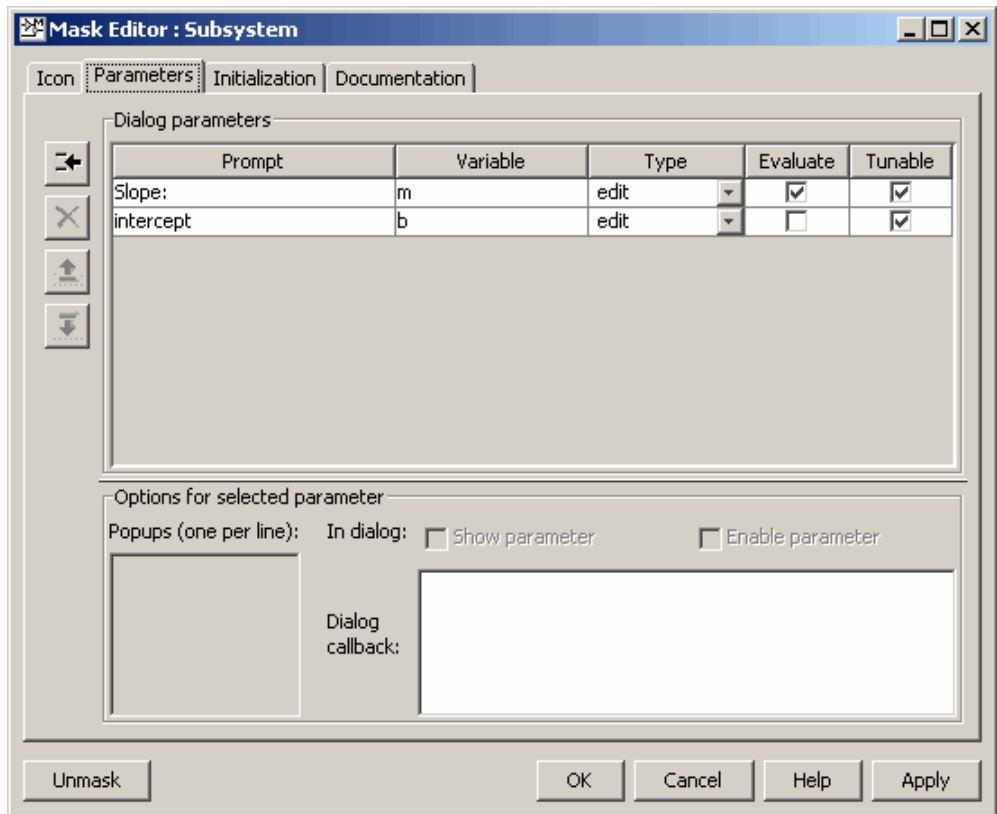 Mask Editor : Subsystem
Icon Parameters Initialization Documentation
Dialog parameters
Prompt Variable Type Evaluate Tunable
Slope: m edit
intercept b edit
Options for selected parameter
Popups (one per line): In dialog: Show parameter Enable parameter
Dialog
callback:
Unmask OK Cancel Help Apply